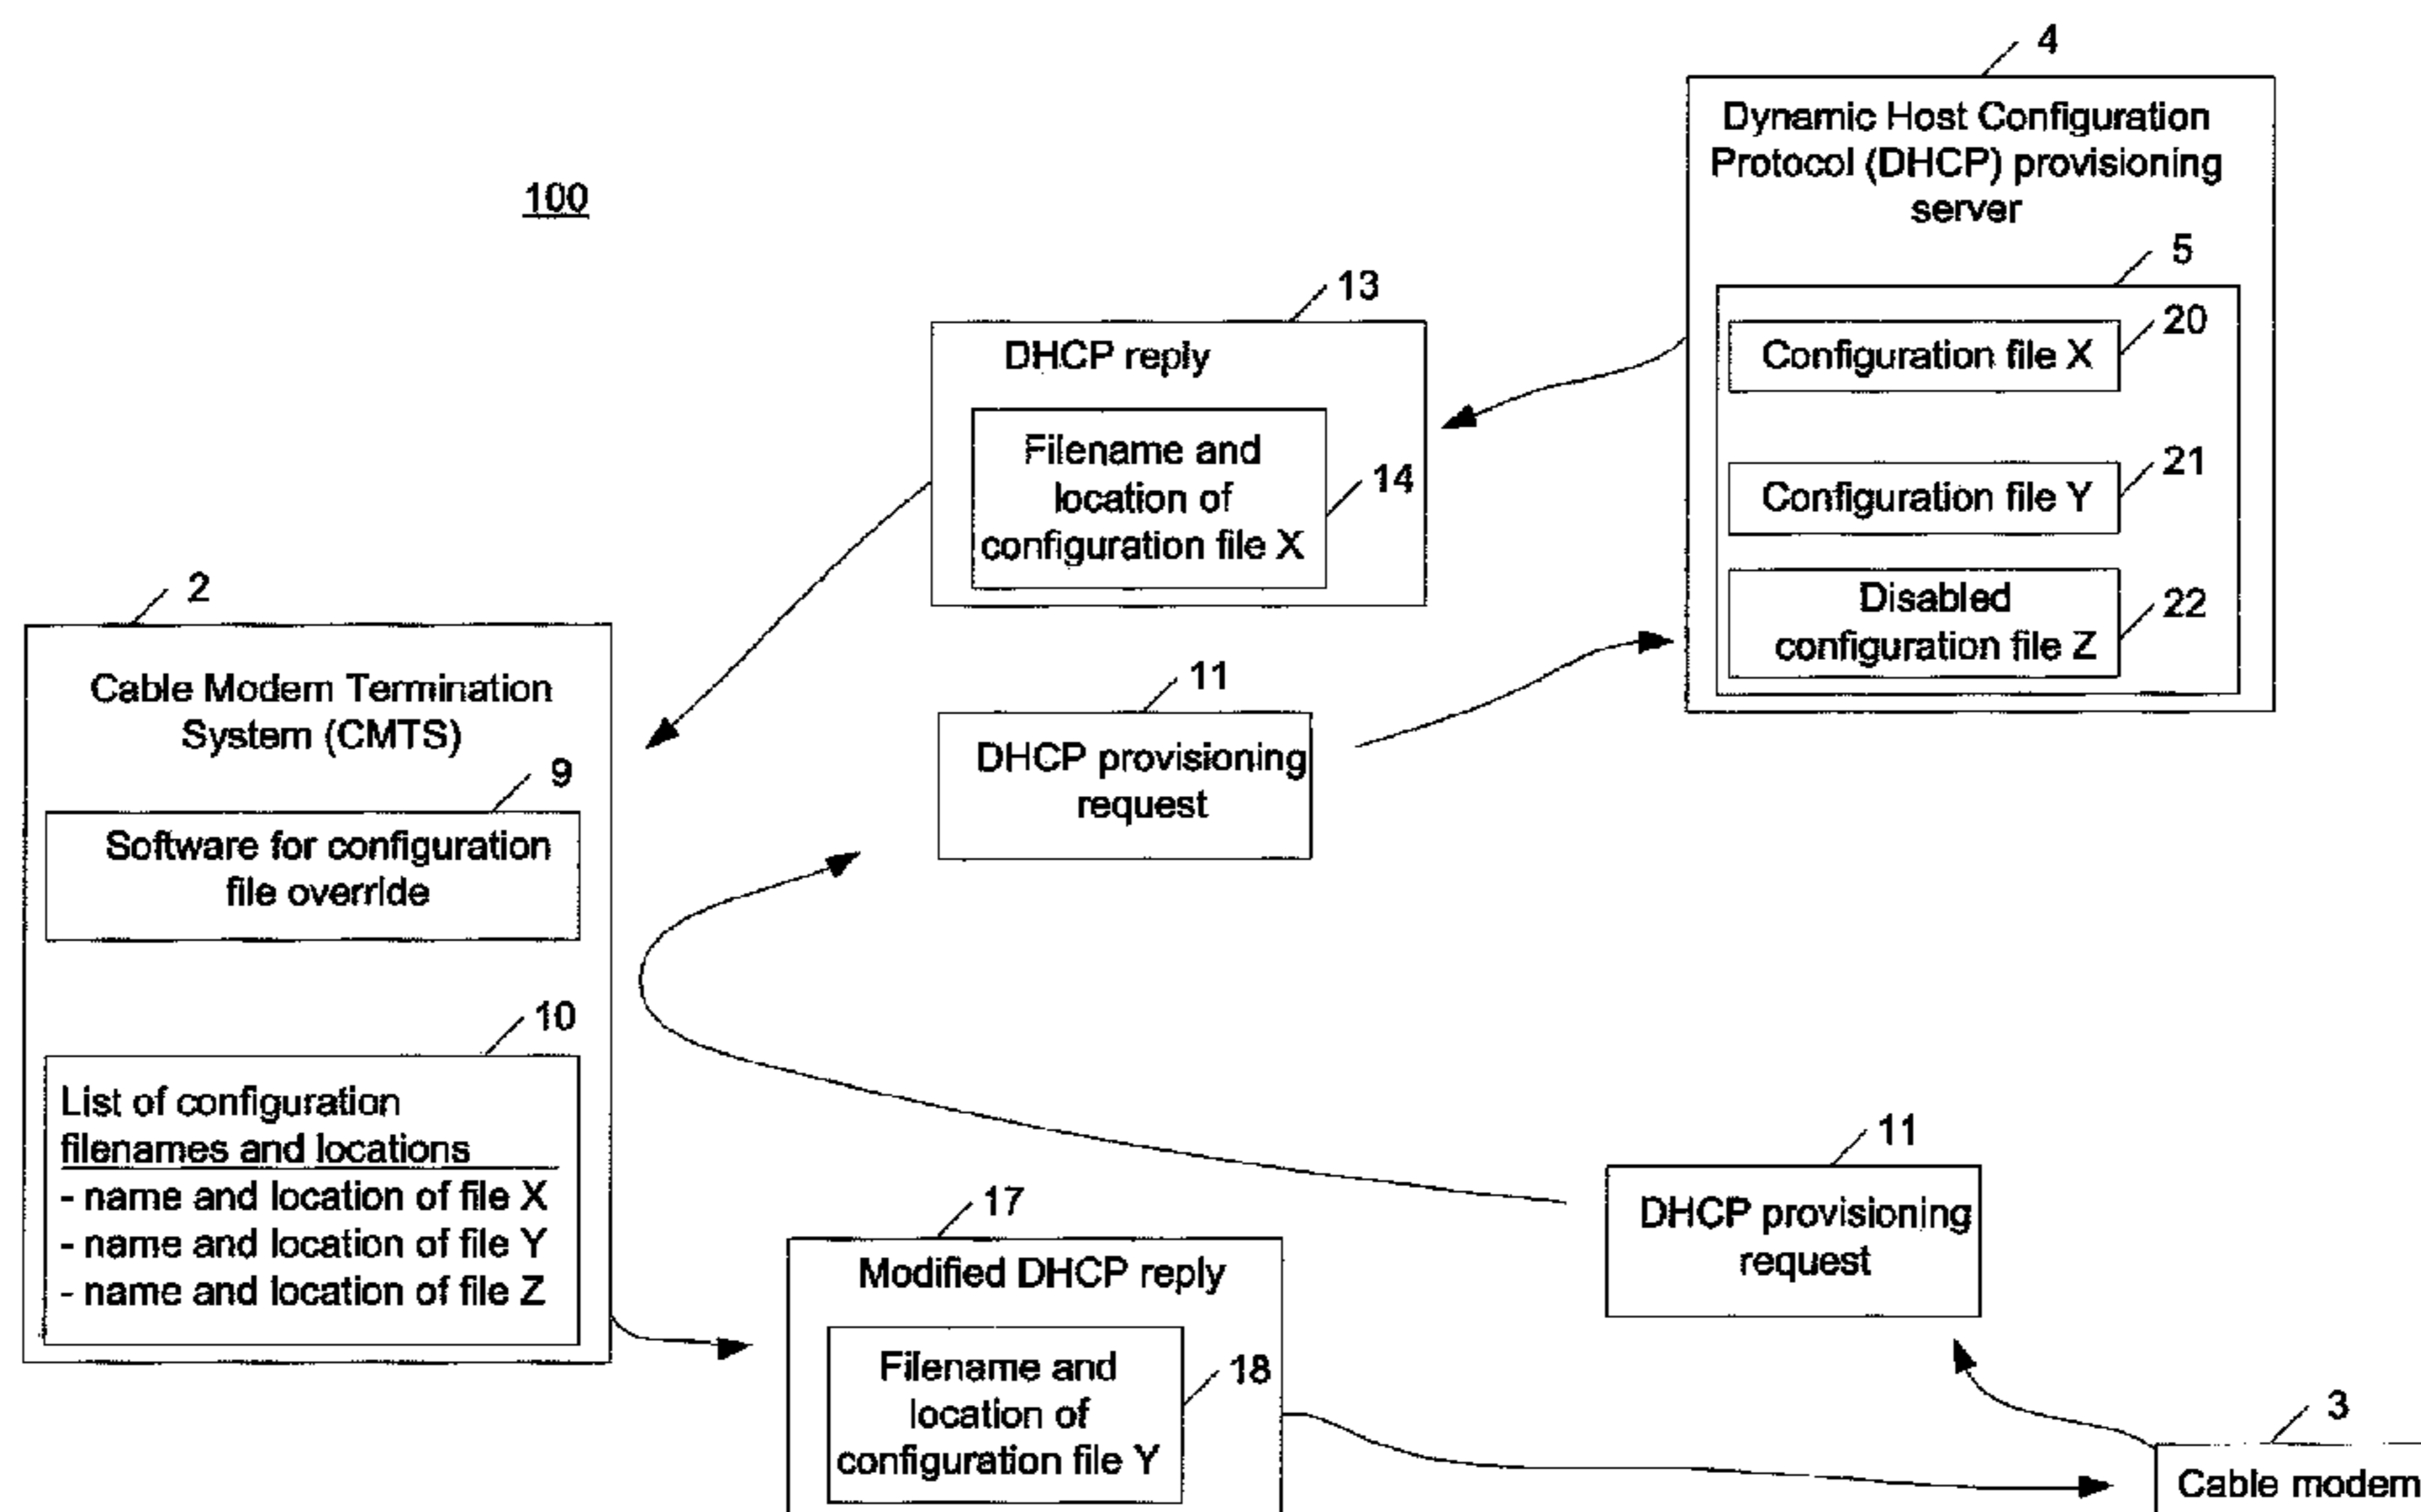 100
4
Dynamic Host Configuration
Protocol (DHCP) provisioning
server
5
Configuration file X
20
Configuration file Y
21
Disabled
configuration file Z
22
13
DHCP reply
Filename and
location of
configuration file X
14
11
DHCP provisioning
request
2
Cable Modem Termination
System (CMTS)
9
Software for configuration
file override
10
List of configuration
filenames and locations
- name and location of file X
- name and location of file Y
- name and location of file Z
17
Modified DHCP reply
Filename and
location of
configuration file Y
18
11
DHCP provisioning
request
3
Cable modem